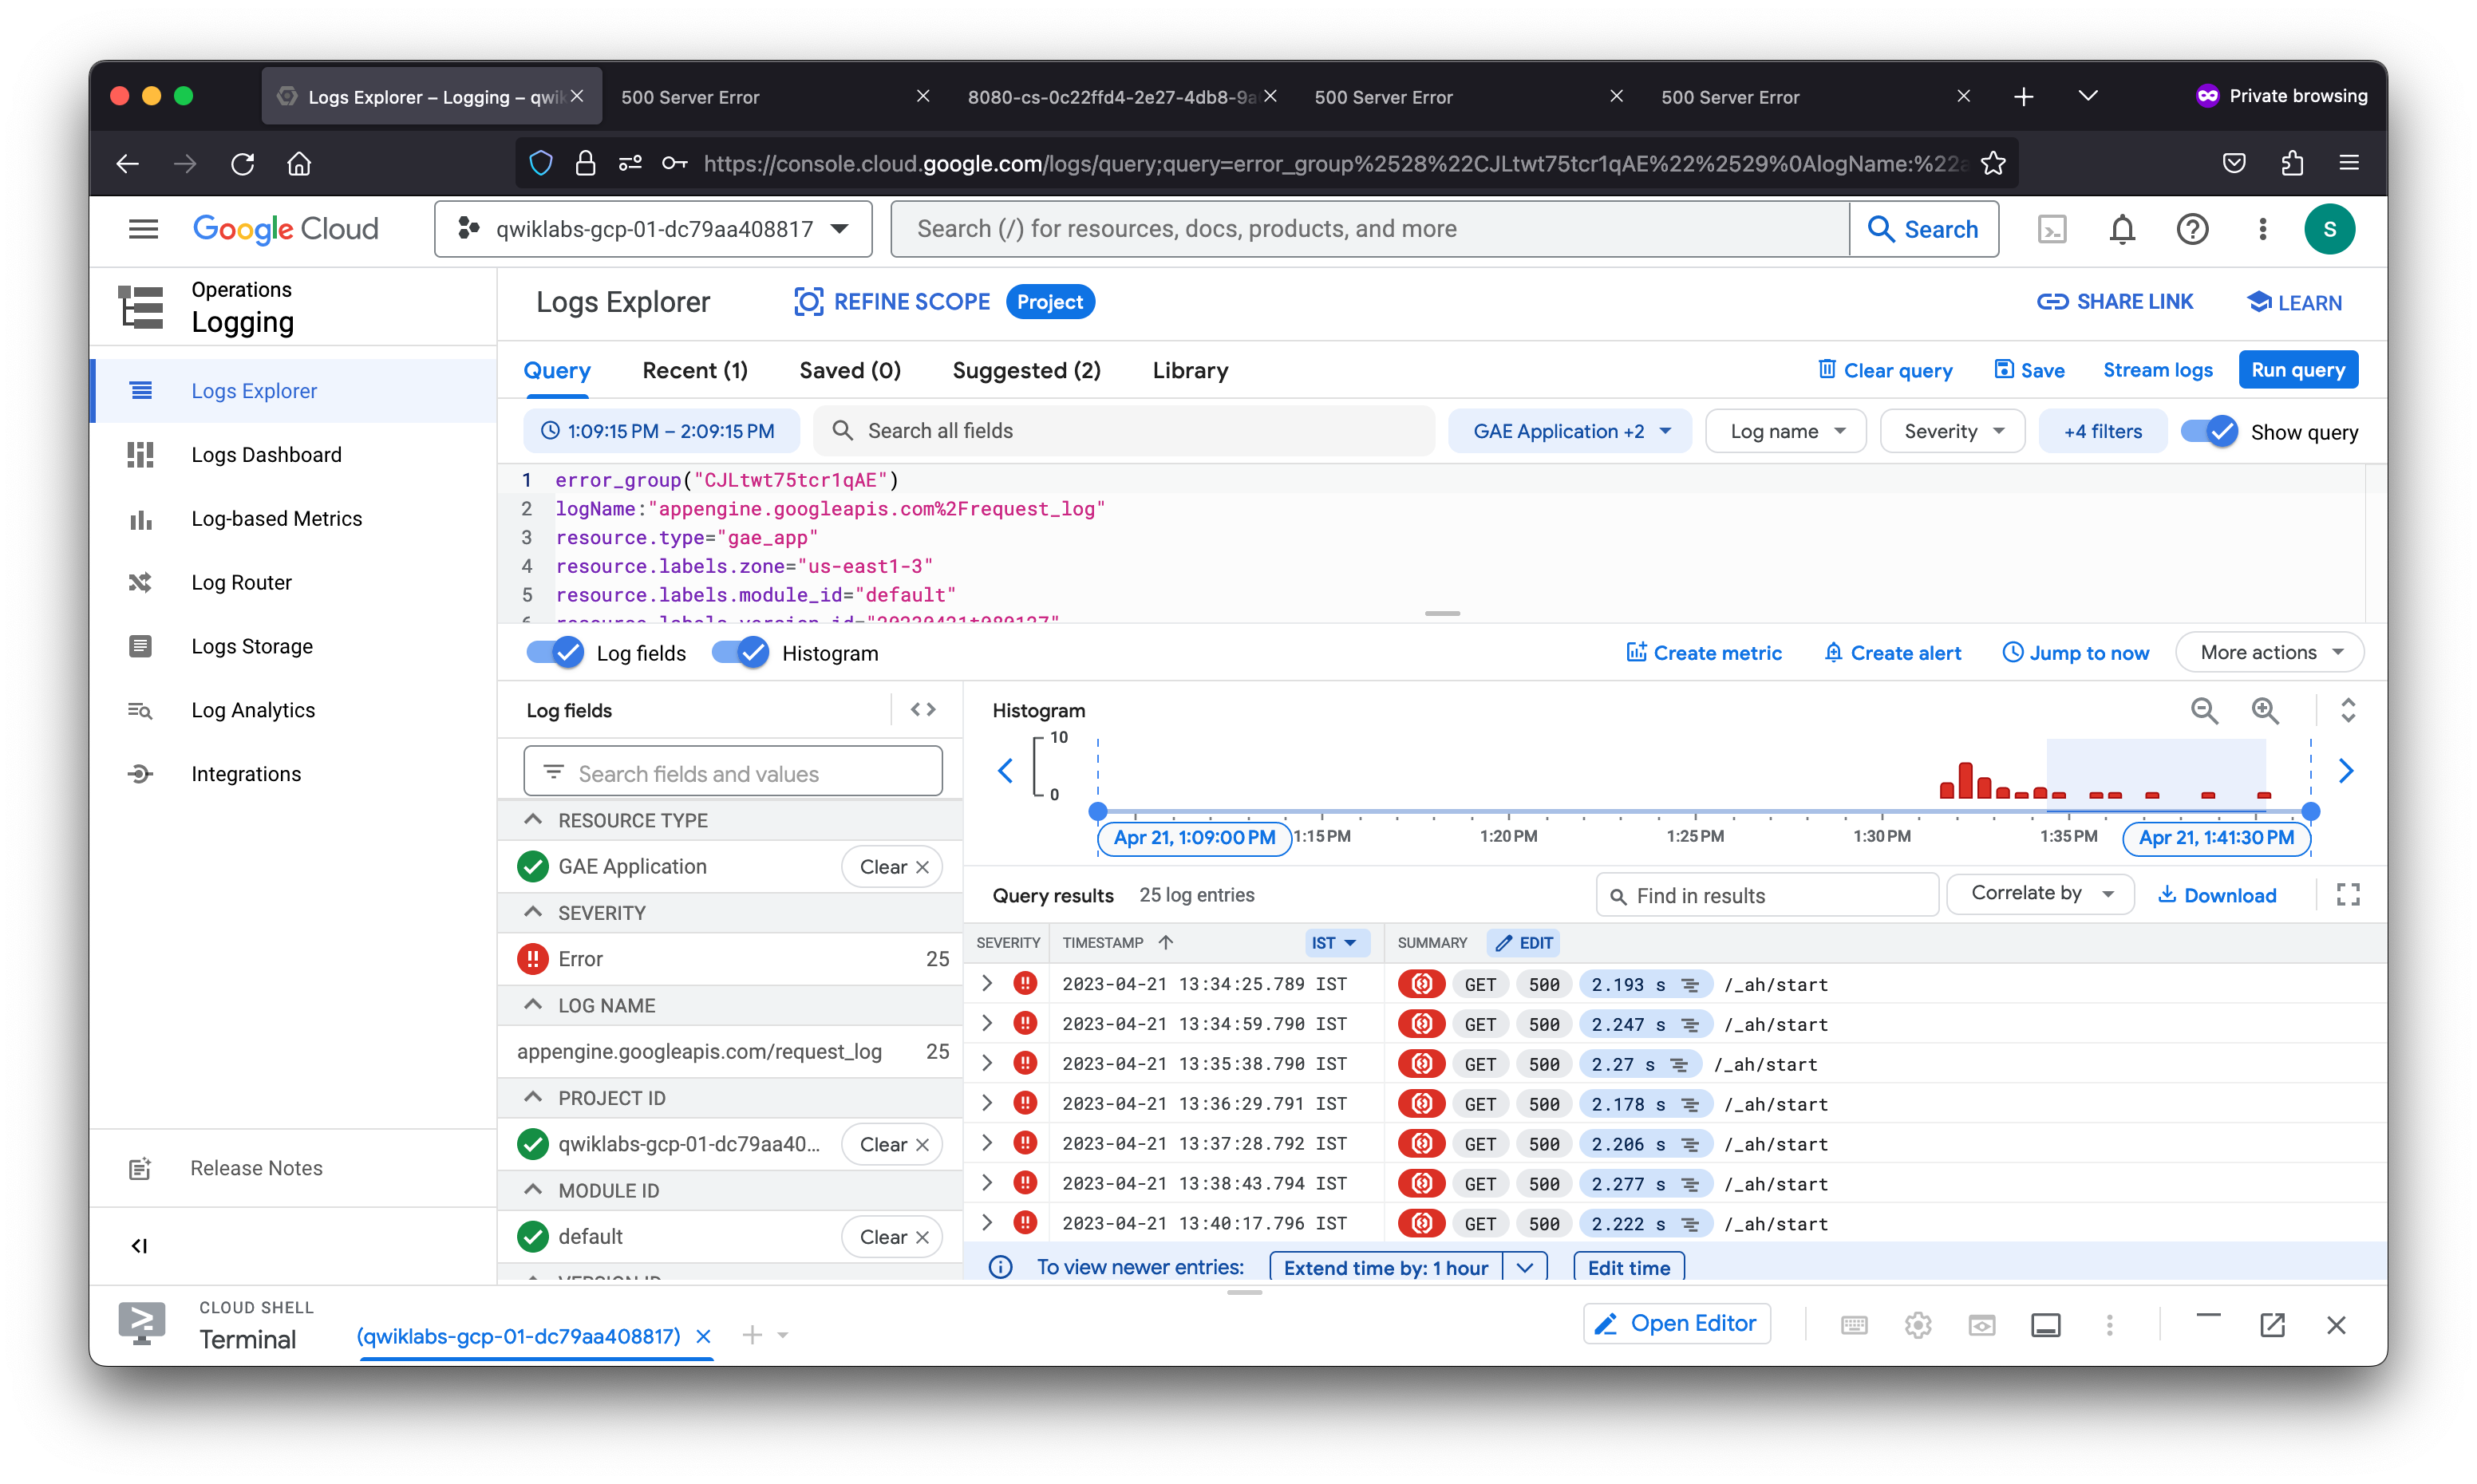 Logs Explorer – Logging – qwik
500 Server Error
8080-cs-0c22ffd4-2e27-4db8-9a
500 Server Error
500 Server Error
Private browsing
https://console.cloud.google.com/logs/query;query=error_group%2528%22CJLtwt75tcr1qAE%22%2529%0AlogName:%22a
Google Cloud
qwiklabs-gcp-01-dc79aa408817
Search (/) for resources, docs, products, and more
Search
S
Operations
Logging
Logs Explorer
REFINE SCOPE
Project
SHARE LINK
LEARN
Logs Explorer
Logs Dashboard
Log-based Metrics
Log Router
Logs Storage
Log Analytics
Integrations
Release Notes
Query
Recent (1)
Saved (0)
Suggested (2)
Library
Clear query
Save
Stream logs
Run query
1:09:15 PM – 2:09:15 PM
Search all fields
GAE Application +2
Log name
Severity
+4 filters
Show query
1 error_group("CJLtwt75tcr1qAE")
2 logName:"appengine.googleapis.com%2Frequest_log"
3 resource.type="gae_app"
4 resource.labels.zone="us-east1-3"
5 resource.labels.module_id="default"
6 resource.labels.version_id="20230421t080127"
Log fields
Histogram
Create metric
Create alert
Jump to now
More actions
Log fields
Search fields and values
RESOURCE TYPE
GAE Application
Clear
SEVERITY
Error 25
LOG NAME
appengine.googleapis.com/request_log 25
PROJECT ID
qwiklabs-gcp-01-dc79aa40...
Clear
MODULE ID
default
Clear
VERSION ID
Histogram
10
0
Apr 21, 1:09:00 PM
1:15 PM
1:20 PM
1:25 PM
1:30 PM
1:35 PM
Apr 21, 1:41:30 PM
Query results
25 log entries
Find in results
Correlate by
Download
SEVERITY TIMESTAMP IST SUMMARY EDIT
2023-04-21 13:34:25.789 IST GET 500 2.193 s /_ah/start
2023-04-21 13:34:59.790 IST GET 500 2.247 s /_ah/start
2023-04-21 13:35:38.790 IST GET 500 2.27 s /_ah/start
2023-04-21 13:36:29.791 IST GET 500 2.178 s /_ah/start
2023-04-21 13:37:28.792 IST GET 500 2.206 s /_ah/start
2023-04-21 13:38:43.794 IST GET 500 2.277 s /_ah/start
2023-04-21 13:40:17.796 IST GET 500 2.222 s /_ah/start
To view newer entries:
Extend time by: 1 hour
Edit time
CLOUD SHELL
Terminal
(qwiklabs-gcp-01-dc79aa408817)
Open Editor